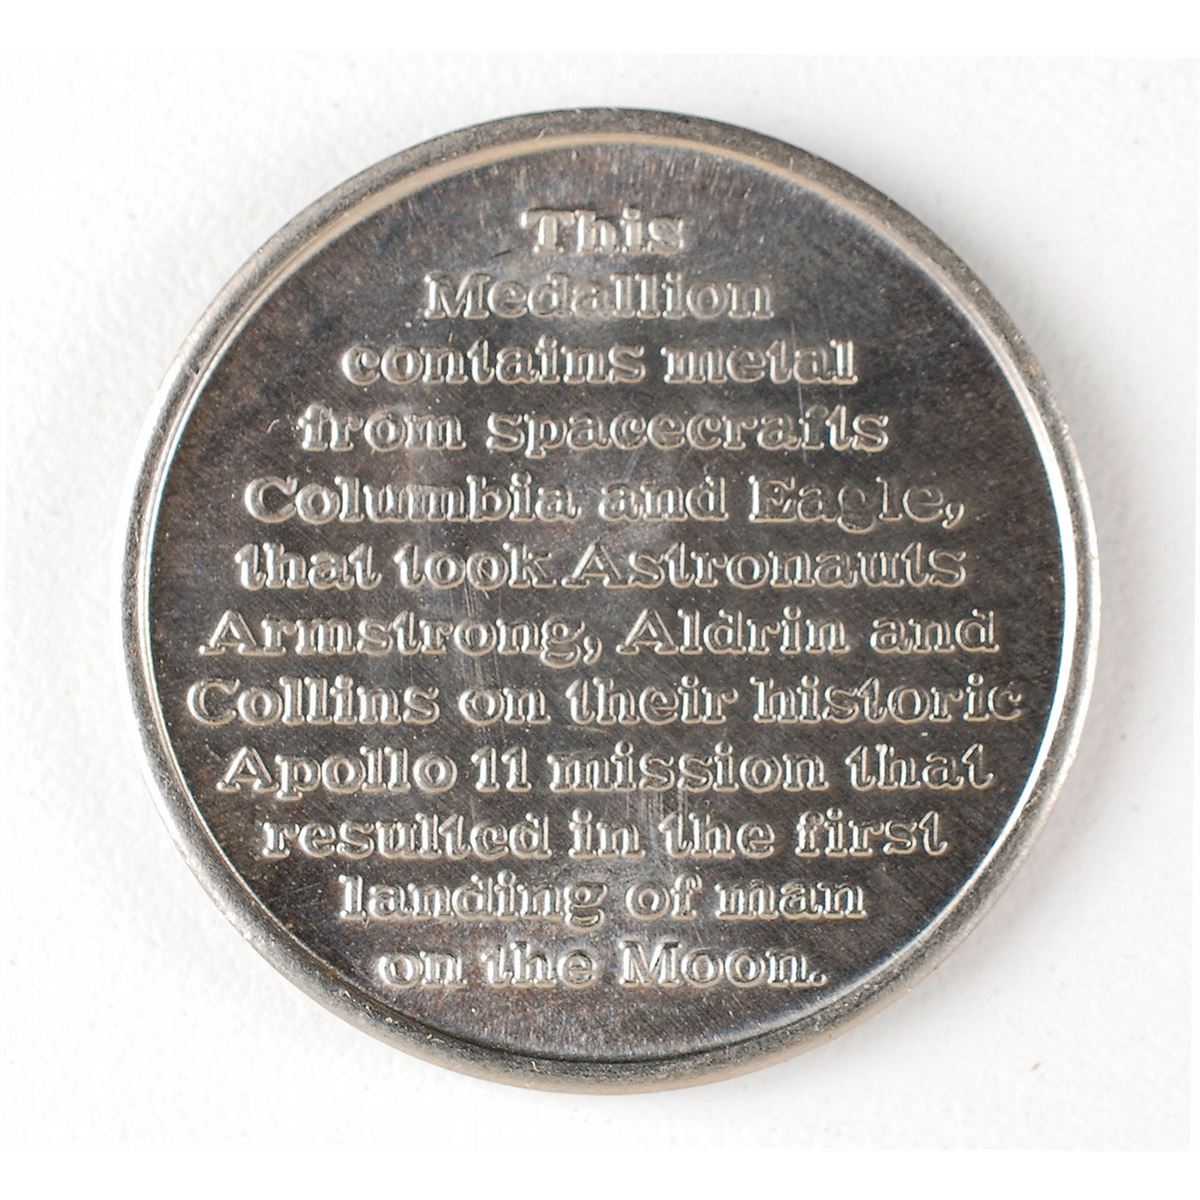 This
Medallion
contains metal
from spacecrafts
Columbia and Eagle,
that took Astronauts
Armstrong, Aldrin and
Collins on their historic
Apollo 11 mission that
resulted in the first
landing of man
on the Moon.